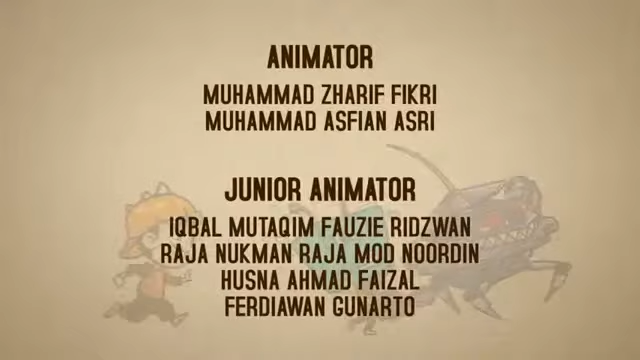 ANIMATOR
MUHAMMAD ZHARIF FIKRI
MUHAMMAD ASFIAN ASRI
JUNIOR ANIMATOR
IQBAL MUTAQIM FAUZIE RIDZWAN
RAJA NUKMAN RAJA MOD NOORDIN
HUSNA AHMAD FAIZAL
FERDIAWAN GUNARTO